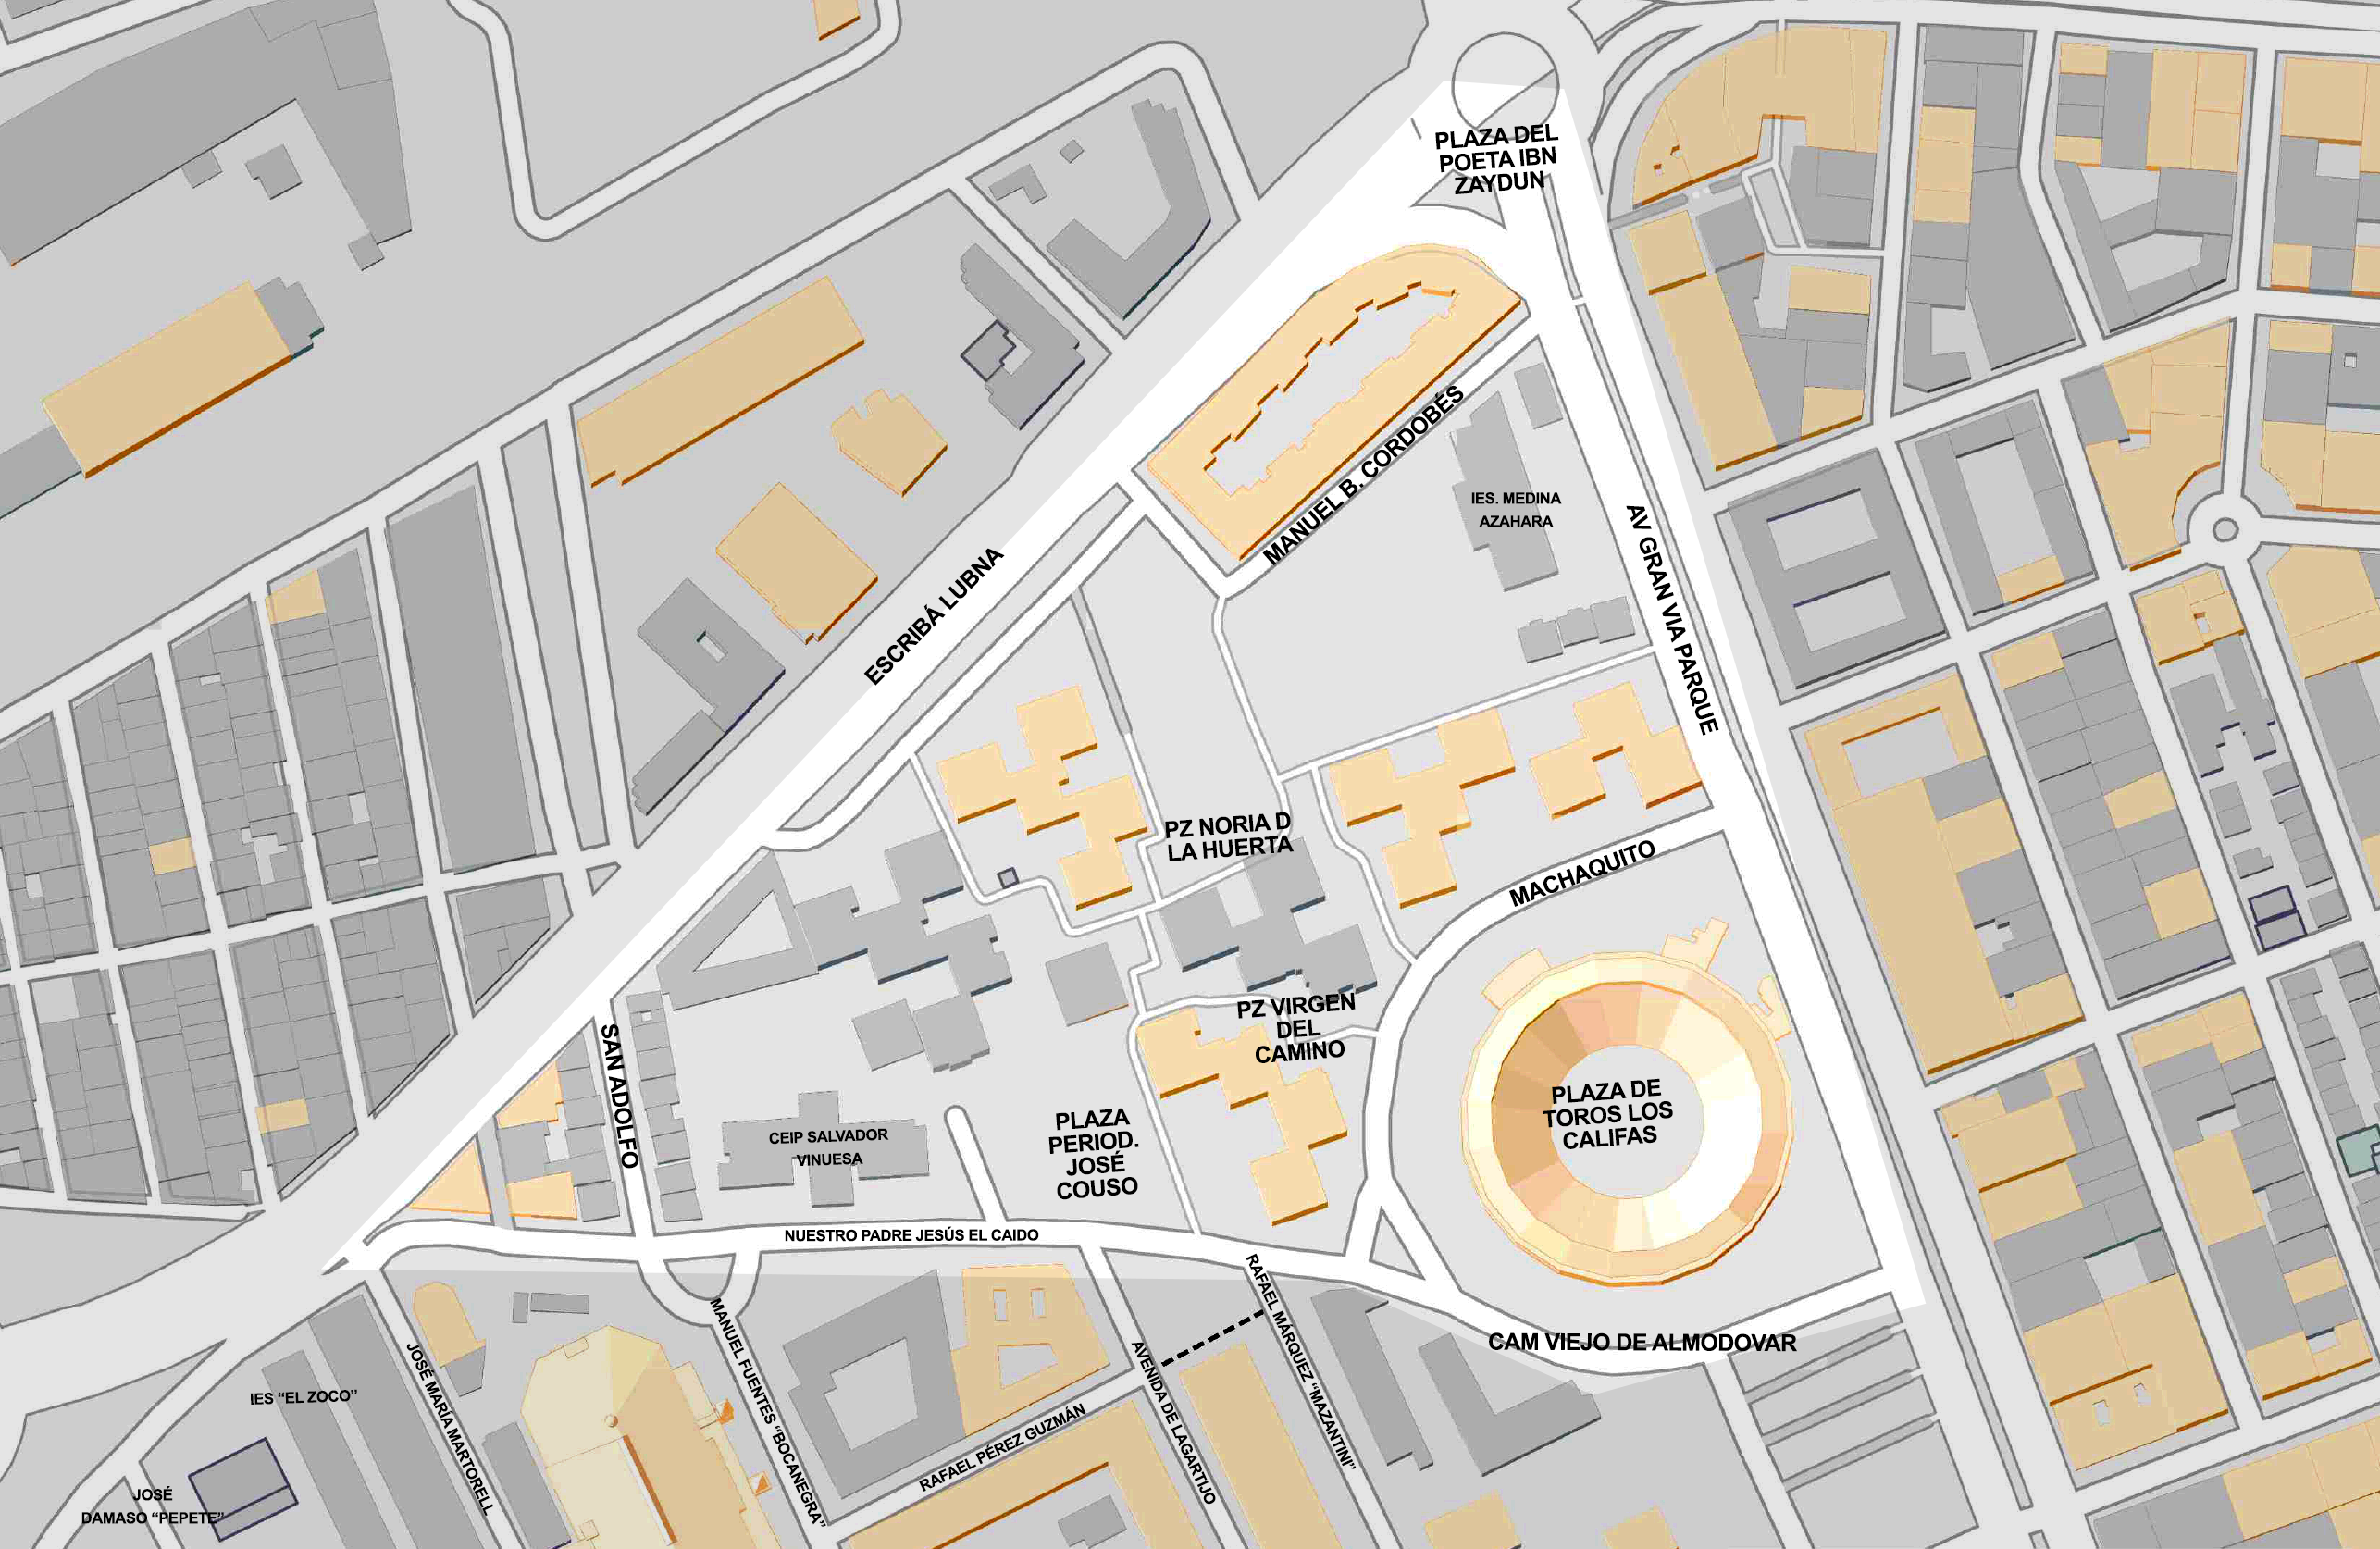 PLAZA DEL
POETA IBN
ZAYDUN
MANUEL B. CORDOBÉS
IES. MEDINA
AZAHARA
AV GRAN VIA PARQUE
ESCRIBÁ LUBNA
PZ NORIA D
LA HUERTA
MACHAQUITO
PZ VIRGEN
DEL
CAMINO
SAN ADOLFO
PLAZA DE
TOROS LOS
CALIFAS
CEIP SALVADOR
VINUESA
PLAZA
PERIOD.
JOSÉ
COUSO
NUESTRO PADRE JESÚS EL CAIDO
RAFAEL MÁRQUEZ “MAZANTINI”
CAM VIEJO DE ALMODOVAR
MANUEL FUENTES “BOCANEGRA”
JOSÉ MARÍA MARTORELL
AVENIDA DE LAGARTIJO
IES “EL ZOCO”
RAFAEL PÉREZ GUZMÁN
JOSÉ
DAMASO “PEPETE”